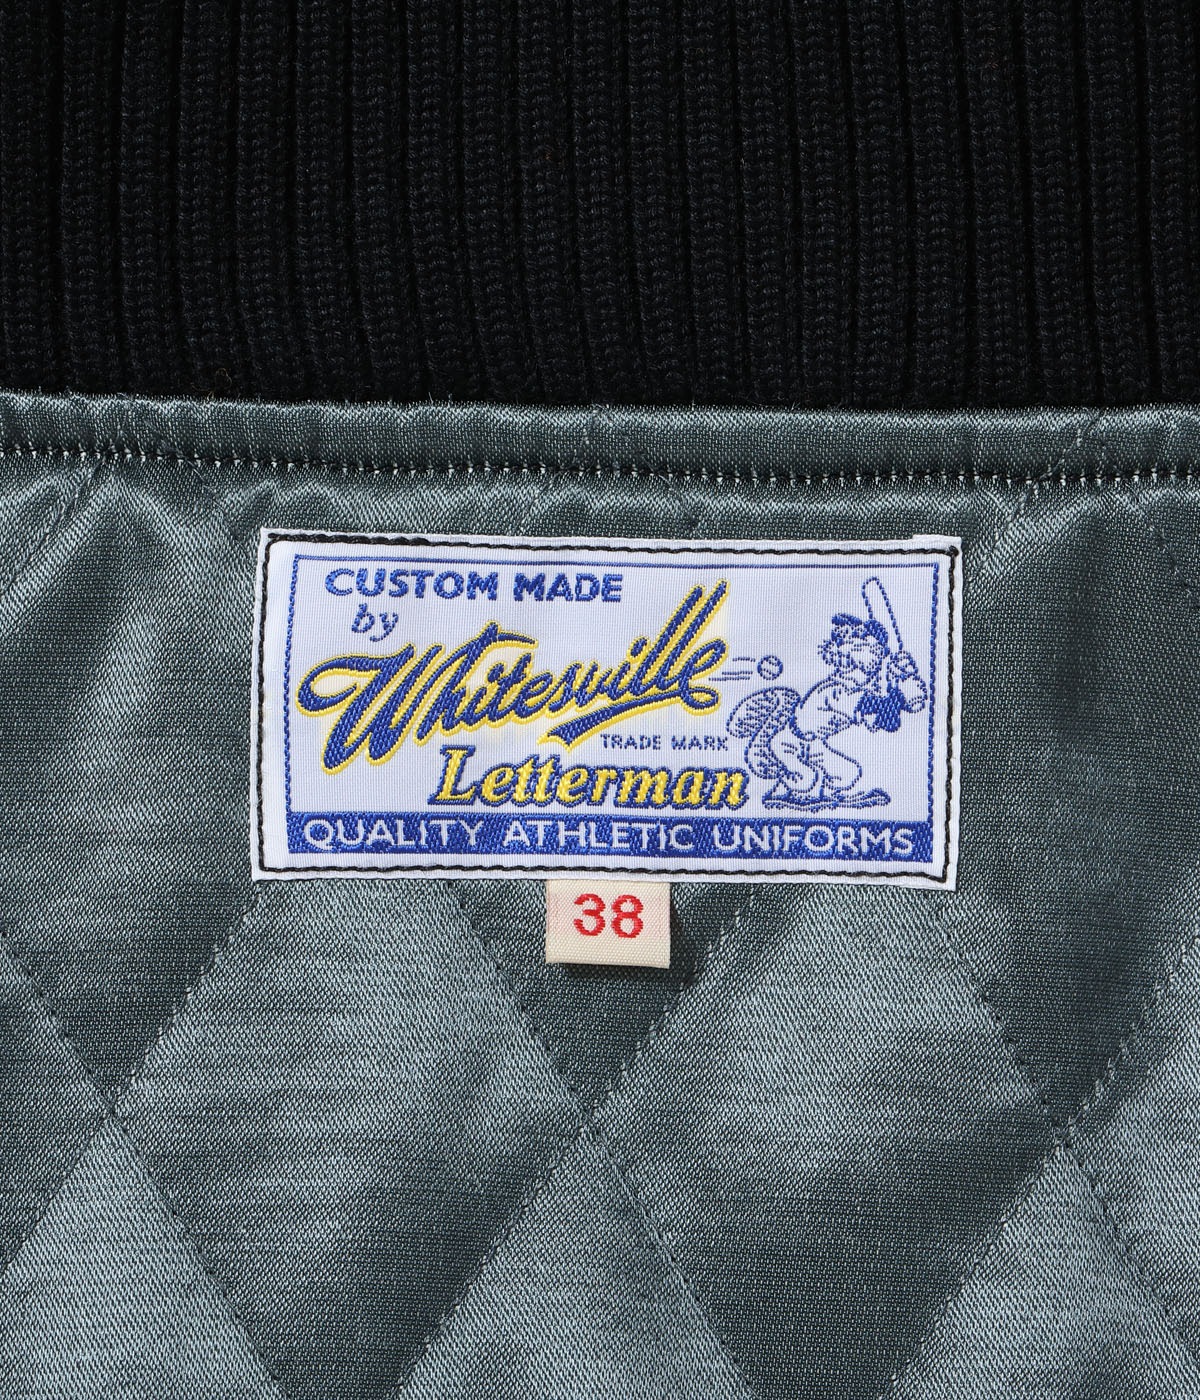 CUSTOM MADE
by
Whitesville
TRADE MARK
Letterman
QUALITY ATHLETIC UNIFORMS
38